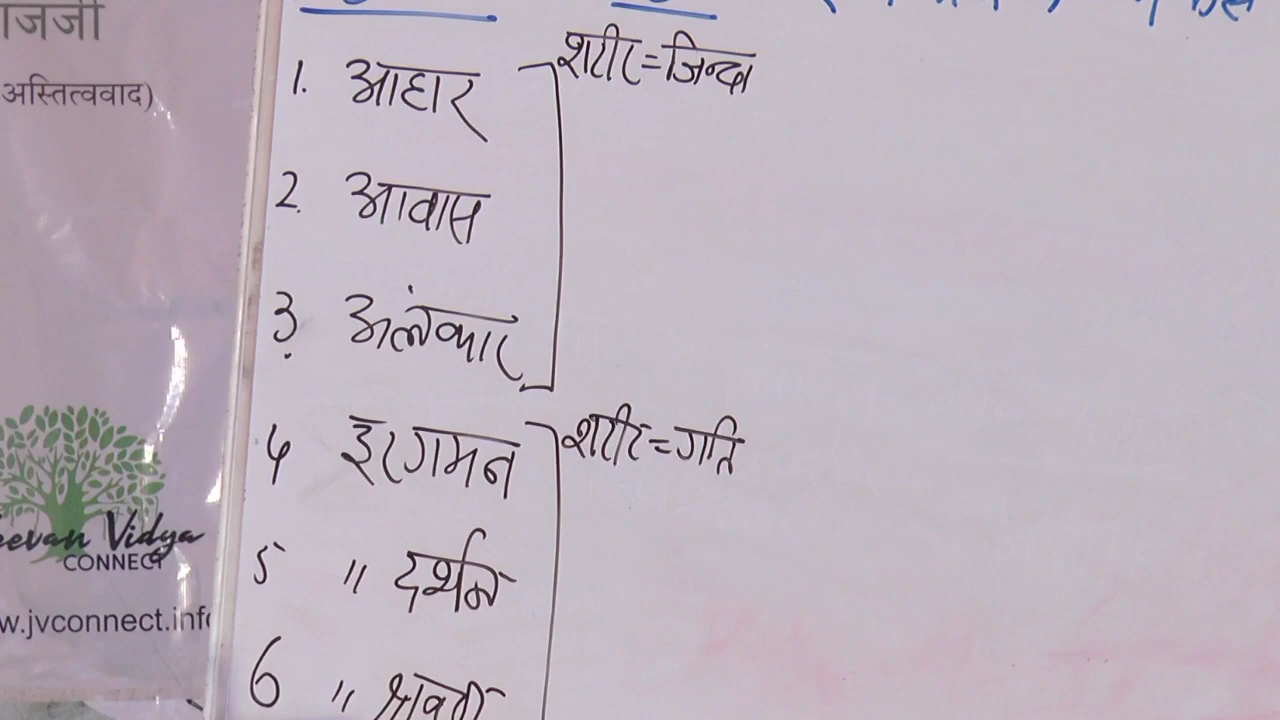 अस्तित्ववाद)
1. आहार
शरीर=जिन्दा
2. आवास
3. अलंकार
4 दूरगमन
शरीर=गति
5 " दर्शन
6 " श्रवण
Jeevan Vidya
CONNECT
w.jvconnect.info